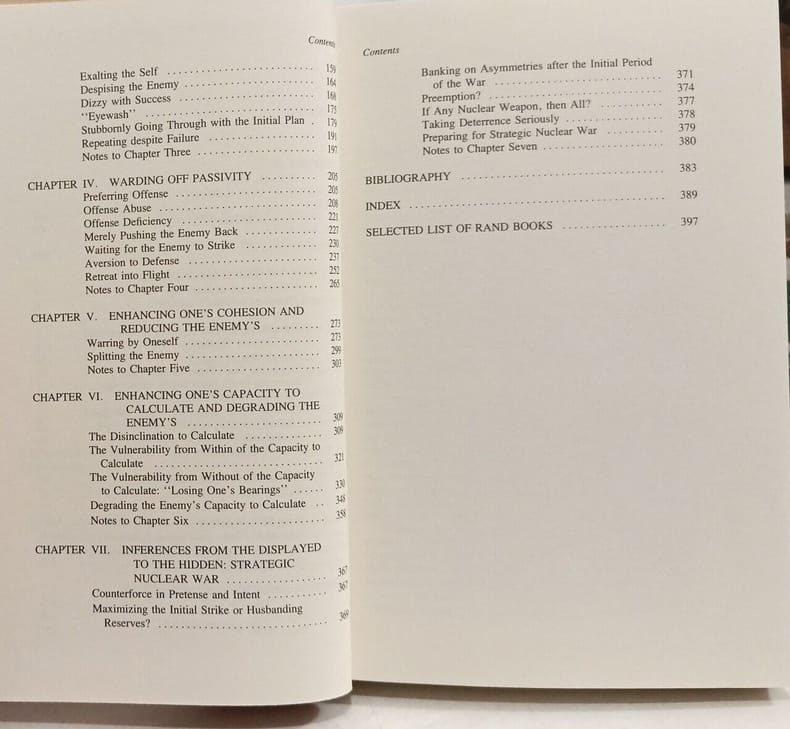 Contents
Exalting the Self . . . . . . . . . . . . . . . . . . . . . . . . 159
Despising the Enemy . . . . . . . . . . . . . . . . . . . . . 164
Dizzy with Success . . . . . . . . . . . . . . . . . . . . . . 168
"Eyewash" . . . . . . . . . . . . . . . . . . . . . . . . . . . 175
Stubbornly Going Through with the Initial Plan . 179
Repeating despite Failure . . . . . . . . . . . . . . . . . 191
Notes to Chapter Three . . . . . . . . . . . . . . . . . . . 197
CHAPTER IV. WARDING OFF PASSIVITY . . . . . . . . . . 205
Preferring Offense . . . . . . . . . . . . . . . . . . . . . . . 205
Offense Abuse . . . . . . . . . . . . . . . . . . . . . . . . . 208
Offense Deficiency . . . . . . . . . . . . . . . . . . . . . . 221
Merely Pushing the Enemy Back . . . . . . . . . . . . 227
Waiting for the Enemy to Strike . . . . . . . . . . . . 230
Aversion to Defense . . . . . . . . . . . . . . . . . . . . . 237
Retreat into Flight . . . . . . . . . . . . . . . . . . . . . . 252
Notes to Chapter Four . . . . . . . . . . . . . . . . . . . . 265
CHAPTER V. ENHANCING ONE'S COHESION AND
REDUCING THE ENEMY'S . . . . . . . . . 273
Warring by Oneself . . . . . . . . . . . . . . . . . . . . . . 273
Splitting the Enemy . . . . . . . . . . . . . . . . . . . . . 299
Notes to Chapter Five . . . . . . . . . . . . . . . . . . . . 303
CHAPTER VI. ENHANCING ONE'S CAPACITY TO
CALCULATE AND DEGRADING THE
ENEMY'S . . . . . . . . . . . . . . . . . . . . . . . . 309
The Disinclination to Calculate . . . . . . . . . . . . . 309
The Vulnerability from Within of the Capacity to
Calculate . . . . . . . . . . . . . . . . . . . . . . . . . . . . . 321
The Vulnerability from Without of the Capacity
to Calculate: "Losing One's Bearings" . . . . . . 330
Degrading the Enemy's Capacity to Calculate . . 348
Notes to Chapter Six . . . . . . . . . . . . . . . . . . . . . 358
CHAPTER VII. INFERENCES FROM THE DISPLAYED
TO THE HIDDEN: STRATEGIC
NUCLEAR WAR . . . . . . . . . . . . . . . . . . 367
Counterforce in Pretense and Intent . . . . . . . . . . 367
Maximizing the Initial Strike or Husbanding
Reserves? . . . . . . . . . . . . . . . . . . . . . . . . . . . . 369
Contents
Banking on Asymmetries after the Initial Period
of the War . . . . . . . . . . . . . . . . . . . . . . . . . . . 371
Preemption? . . . . . . . . . . . . . . . . . . . . . . . . . . . 374
If Any Nuclear Weapon, then All? . . . . . . . . . . . 377
Taking Deterrence Seriously . . . . . . . . . . . . . . . 378
Preparing for Strategic Nuclear War . . . . . . . . . 379
Notes to Chapter Seven . . . . . . . . . . . . . . . . . . . 380
BIBLIOGRAPHY . . . . . . . . . . . . . . . . . . . . . . . . . . . . . 383
INDEX . . . . . . . . . . . . . . . . . . . . . . . . . . . . . . . . . . . . 389
SELECTED LIST OF RAND BOOKS . . . . . . . . . . . . . . . . 397